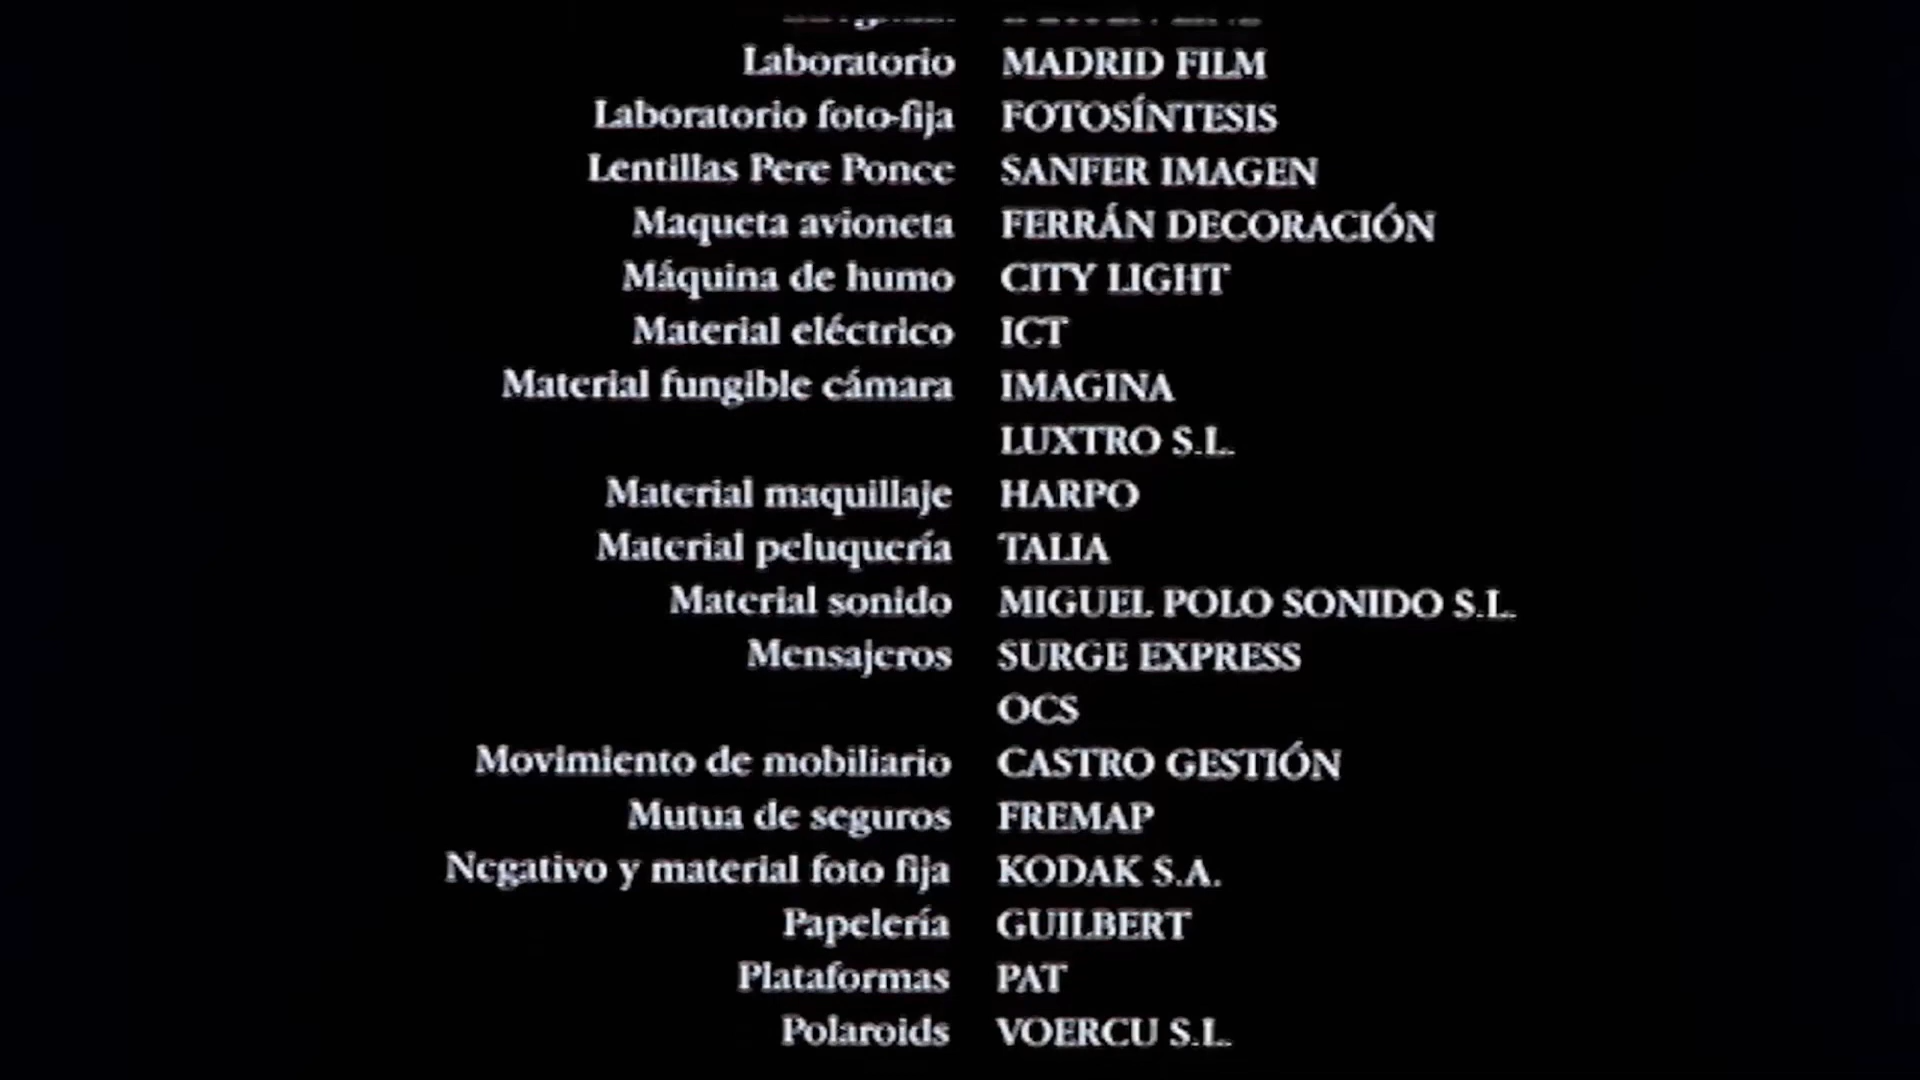 Laboratorio MADRID FILM
Laboratorio foto-fija FOTOSÍNTESIS
Lentillas Pere Ponce SANFER IMAGEN
Maqueta avioneta FERRÁN DECORACIÓN
Máquina de humo CITY LIGHT
Material eléctrico ICT
Material fungible cámara IMAGINA
LUXTRO S.L.
Material maquillaje HARPO
Material peluquería TALIA
Material sonido MIGUEL POLO SONIDO S.L.
Mensajeros SURGE EXPRESS
OCS
Movimiento de mobiliario CASTRO GESTIÓN
Mutua de seguros FREMAP
Negativo y material foto fija KODAK S.A.
Papelería GUILBERT
Plataformas PAT
Polaroids VOERCU S.L.